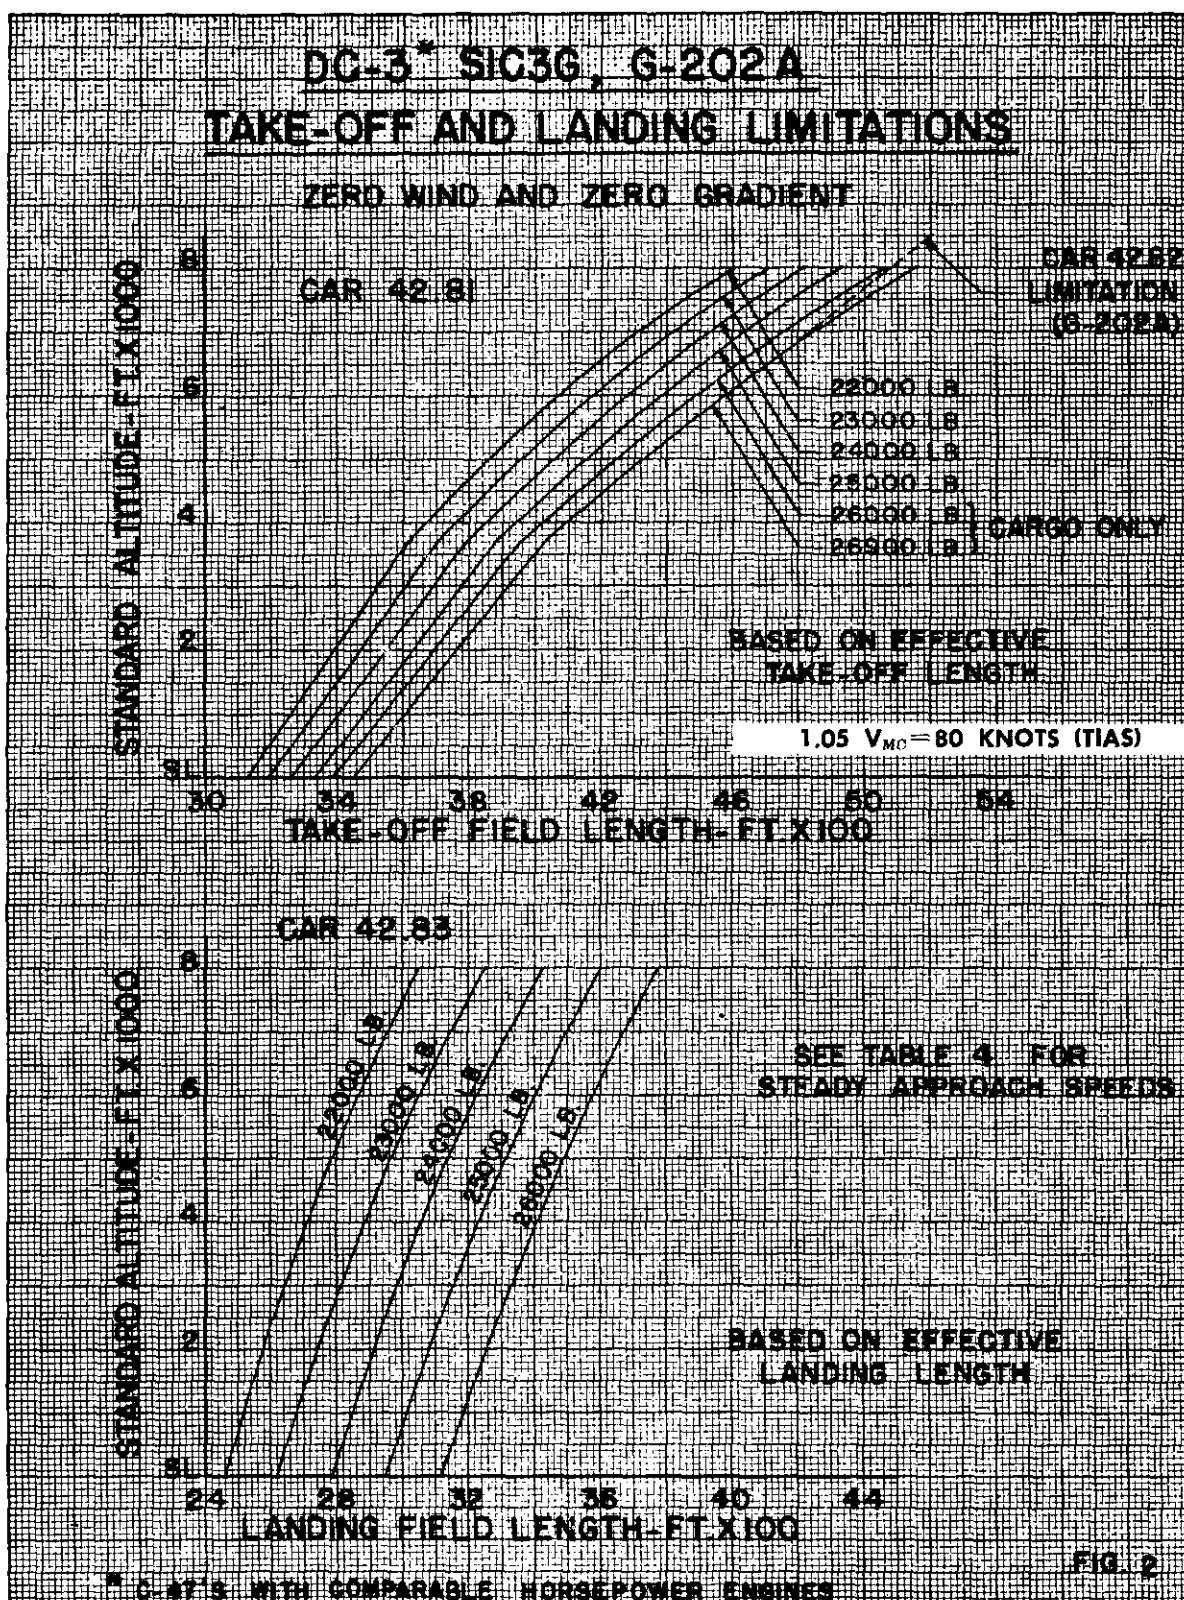 DC-3* SIC3G, G-202A
TAKE-OFF AND LANDING LIMITATIONS
ZERO WIND AND ZERO GRADIENT
CAR 42.81
CAR 42.82
LIMITATION
(G-202A)
STANDARD ALTITUDE-FT.X1000
8
6
4
2
SL
22000 LB.
23000 LB.
24000 LB.
25000 LB.
26000 LB.
26900 LB.
CARGO ONLY
BASED ON EFFECTIVE
TAKE-OFF LENGTH
1.05 VMC=80 KNOTS (TIAS)
30 34 38 42 46 50 54
TAKE-OFF FIELD LENGTH-FT.X100
CAR 42.83
STANDARD ALTITUDE-FT.X1000
8
6
4
2
SL
22000 LB.
23000 LB.
24000 LB.
25000 LB.
26000 LB.
SEE TABLE 4 FOR
STEADY APPROACH SPEEDS
BASED ON EFFECTIVE
LANDING LENGTH
24 28 32 36 40 44
LANDING FIELD LENGTH-FT.X100
FIG. 2
* C-47'S WITH COMPARABLE HORSEPOWER ENGINES